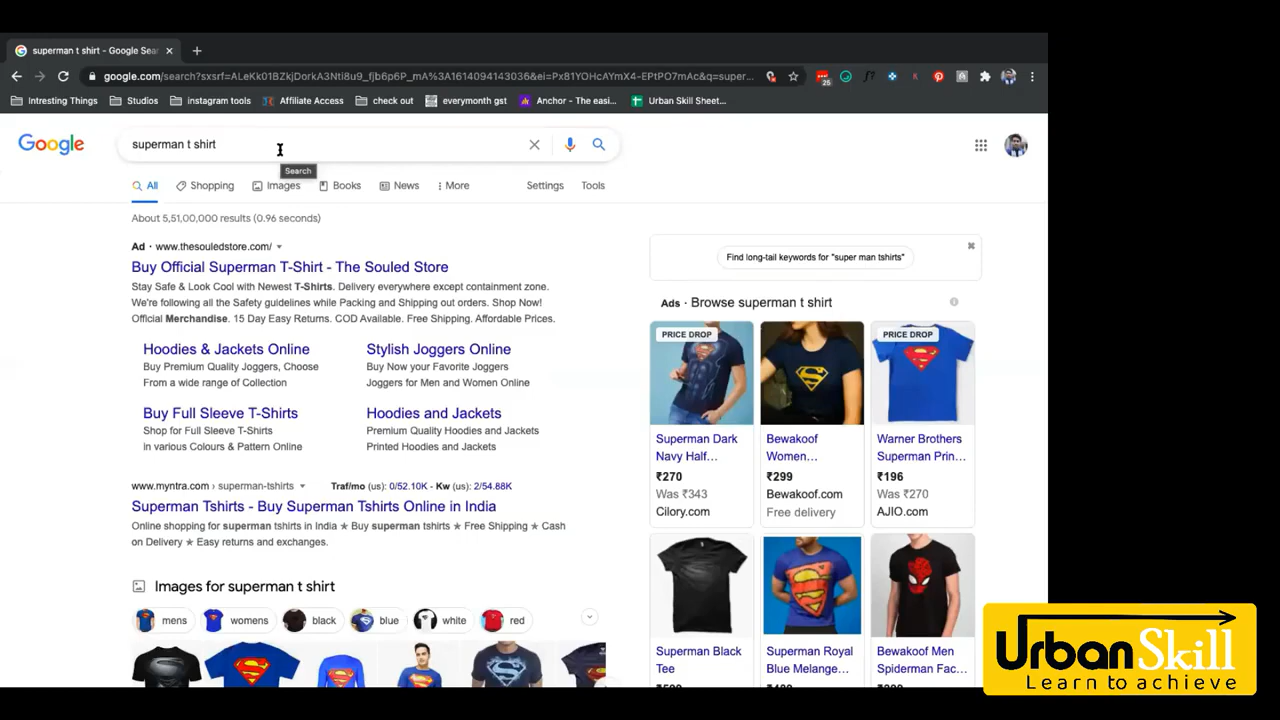 superman t shirt - Google Sea
google.com/search?sxsrf=ALeKk01BZkjDorkA3Nti8u9_fjb6p6P_mA%3A1614094143036&ei=Px81YOHcAYmX4-EPtPO7mAc&q=super...
25
f?
Intresting Things
Studios
instagram tools
Affiliate Access
check out
everymonth gst
Anchor - The easi...
Urban Skill Sheet...
Google
superman t shirt
Search
All
Shopping
Images
Books
News
More
Settings
Tools
About 5,51,00,000 results (0.96 seconds)
Ad · www.thesouledstore.com/
Buy Official Superman T-Shirt - The Souled Store
Stay Safe & Look Cool with Newest T-Shirts. Delivery everywhere except containment zone.
We're following all the Safety guidelines while Packing and Shipping out orders. Shop Now!
Official Merchandise. 15 Day Easy Returns. COD Available. Free Shipping. Affordable Prices.
Hoodies & Jackets Online
Buy Premium Quality Joggers, Choose
From a wide range of Collection
Stylish Joggers Online
Buy Now your Favorite Joggers
Joggers for Men and Women Online
Buy Full Sleeve T-Shirts
Shop for Full Sleeve T-Shirts
in various Colours & Pattern Online
Hoodies and Jackets
Premium Quality Hoodies and Jackets
Printed Hoodies and Jackets
www.myntra.com › superman-tshirts
Traf/mo (us): 0/52.10K - Kw (us): 2/54.88K
Superman Tshirts - Buy Superman Tshirts Online in India
Online shopping for superman tshirts in India ★ Buy superman tshirts ★ Free Shipping ★ Cash
on Delivery ★ Easy returns and exchanges.
Images for superman t shirt
mens
womens
black
blue
white
red
Find long-tail keywords for "super man tshirts"
Ads · Browse superman t shirt
PRICE DROP
Superman Dark
Navy Half...
₹270
Was ₹343
Cilory.com
Bewakoof
Women...
₹299
Bewakoof.com
Free delivery
PRICE DROP
Warner Brothers
Superman Prin...
₹196
Was ₹270
AJIO.com
Superman Black
Tee
Superman Royal
Blue Melange...
Bewakoof Men
Spiderman Fac...
Urban Skill
Learn to achieve